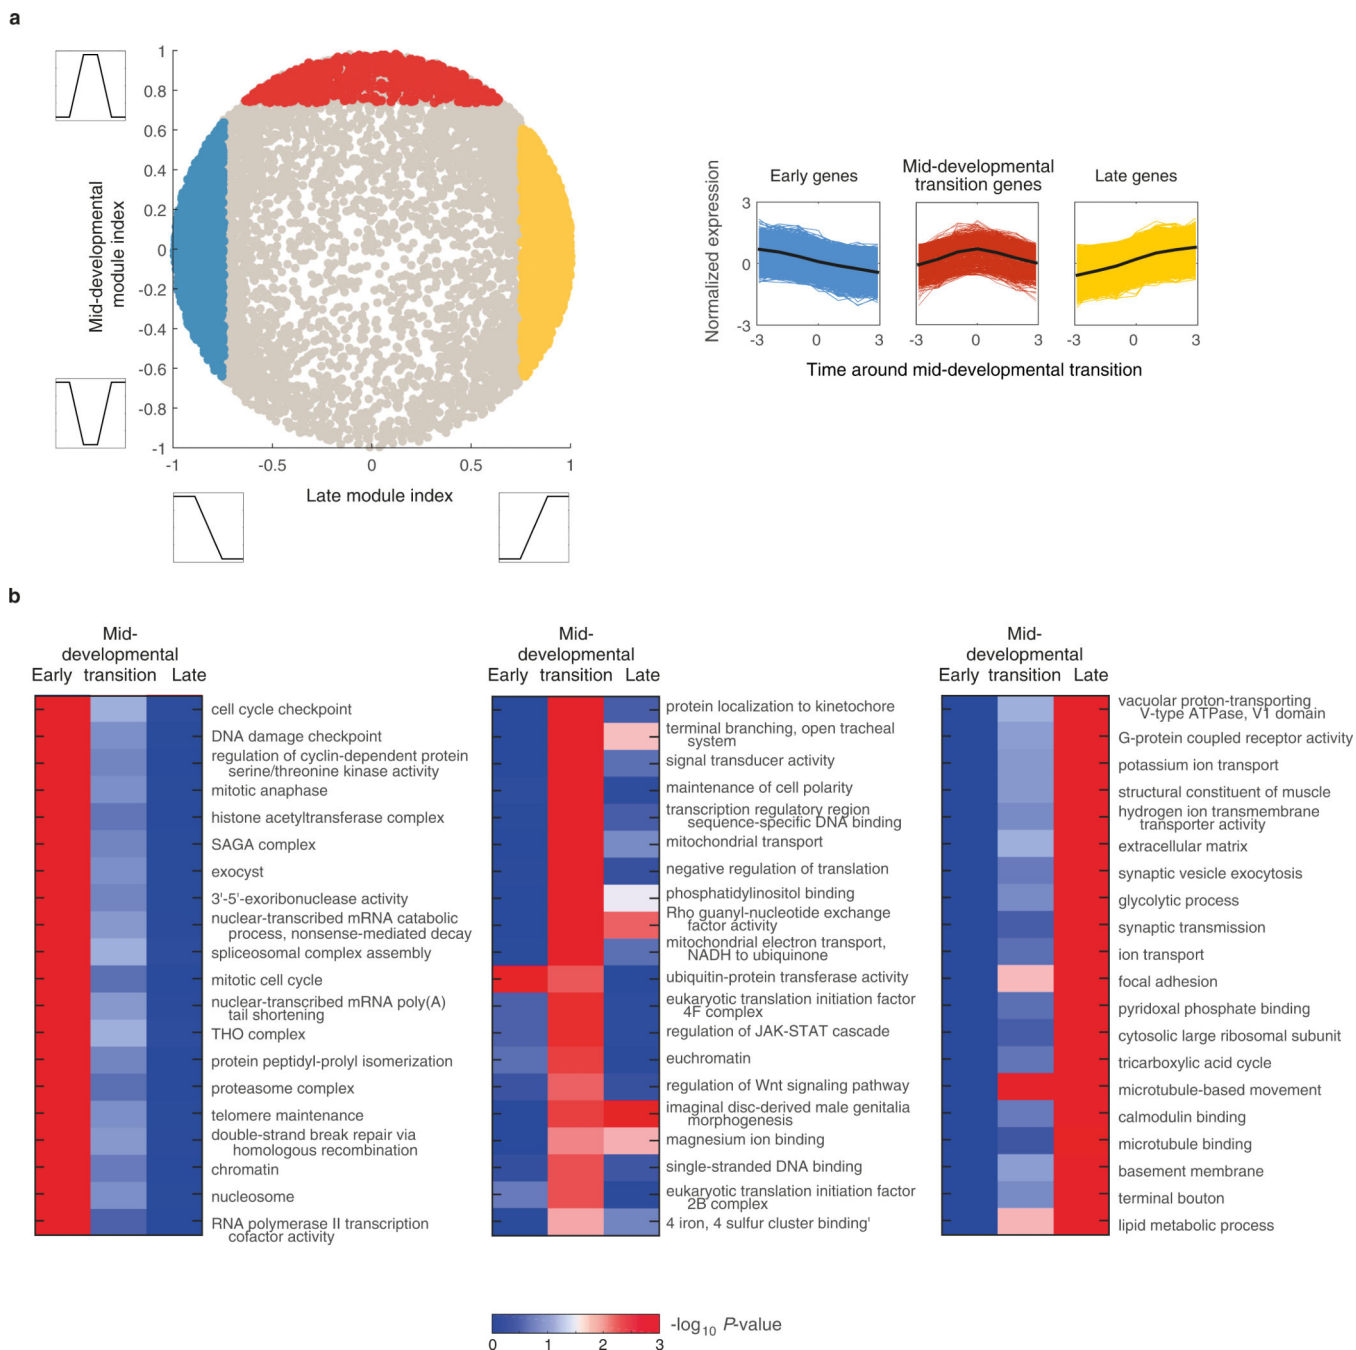 a
1
0.8
0.6
0.4
0.2
0
-0.2
-0.4
-0.6
-0.8
-1
Mid-developmental
module index
-1
-0.5
0
0.5
1
Late module index
Early genes
Mid-developmental
transition genes
Late genes
Normalized expression
3
0
-3
-3
0
3
-3
0
3
-3
0
3
Time around mid-developmental transition
b
Mid-
developmental
Early transition Late
cell cycle checkpoint
DNA damage checkpoint
regulation of cyclin-dependent protein
serine/threonine kinase activity
mitotic anaphase
histone acetyltransferase complex
SAGA complex
exocyst
3'-5'-exoribonuclease activity
nuclear-transcribed mRNA catabolic
process, nonsense-mediated decay
spliceosomal complex assembly
mitotic cell cycle
nuclear-transcribed mRNA poly(A)
tail shortening
THO complex
protein peptidyl-prolyl isomerization
proteasome complex
telomere maintenance
double-strand break repair via
homologous recombination
chromatin
nucleosome
RNA polymerase II transcription
cofactor activity
Mid-
developmental
Early transition Late
protein localization to kinetochore
terminal branching, open tracheal
system
signal transducer activity
maintenance of cell polarity
transcription regulatory region
sequence-specific DNA binding
mitochondrial transport
negative regulation of translation
phosphatidylinositol binding
Rho guanyl-nucleotide exchange
factor activity
mitochondrial electron transport,
NADH to ubiquinone
ubiquitin-protein transferase activity
eukaryotic translation initiation factor
4F complex
regulation of JAK-STAT cascade
euchromatin
regulation of Wnt signaling pathway
imaginal disc-derived male genitalia
morphogenesis
magnesium ion binding
single-stranded DNA binding
eukaryotic translation initiation factor
2B complex
4 iron, 4 sulfur cluster binding'
Mid-
developmental
Early transition Late
vacuolar proton-transporting
V-type ATPase, V1 domain
G-protein coupled receptor activity
potassium ion transport
structural constituent of muscle
hydrogen ion transmembrane
transporter activity
extracellular matrix
synaptic vesicle exocytosis
glycolytic process
synaptic transmission
ion transport
focal adhesion
pyridoxal phosphate binding
cytosolic large ribosomal subunit
tricarboxylic acid cycle
microtubule-based movement
calmodulin binding
microtubule binding
basement membrane
terminal bouton
lipid metabolic process
0 1 2 3
-log10 P-value